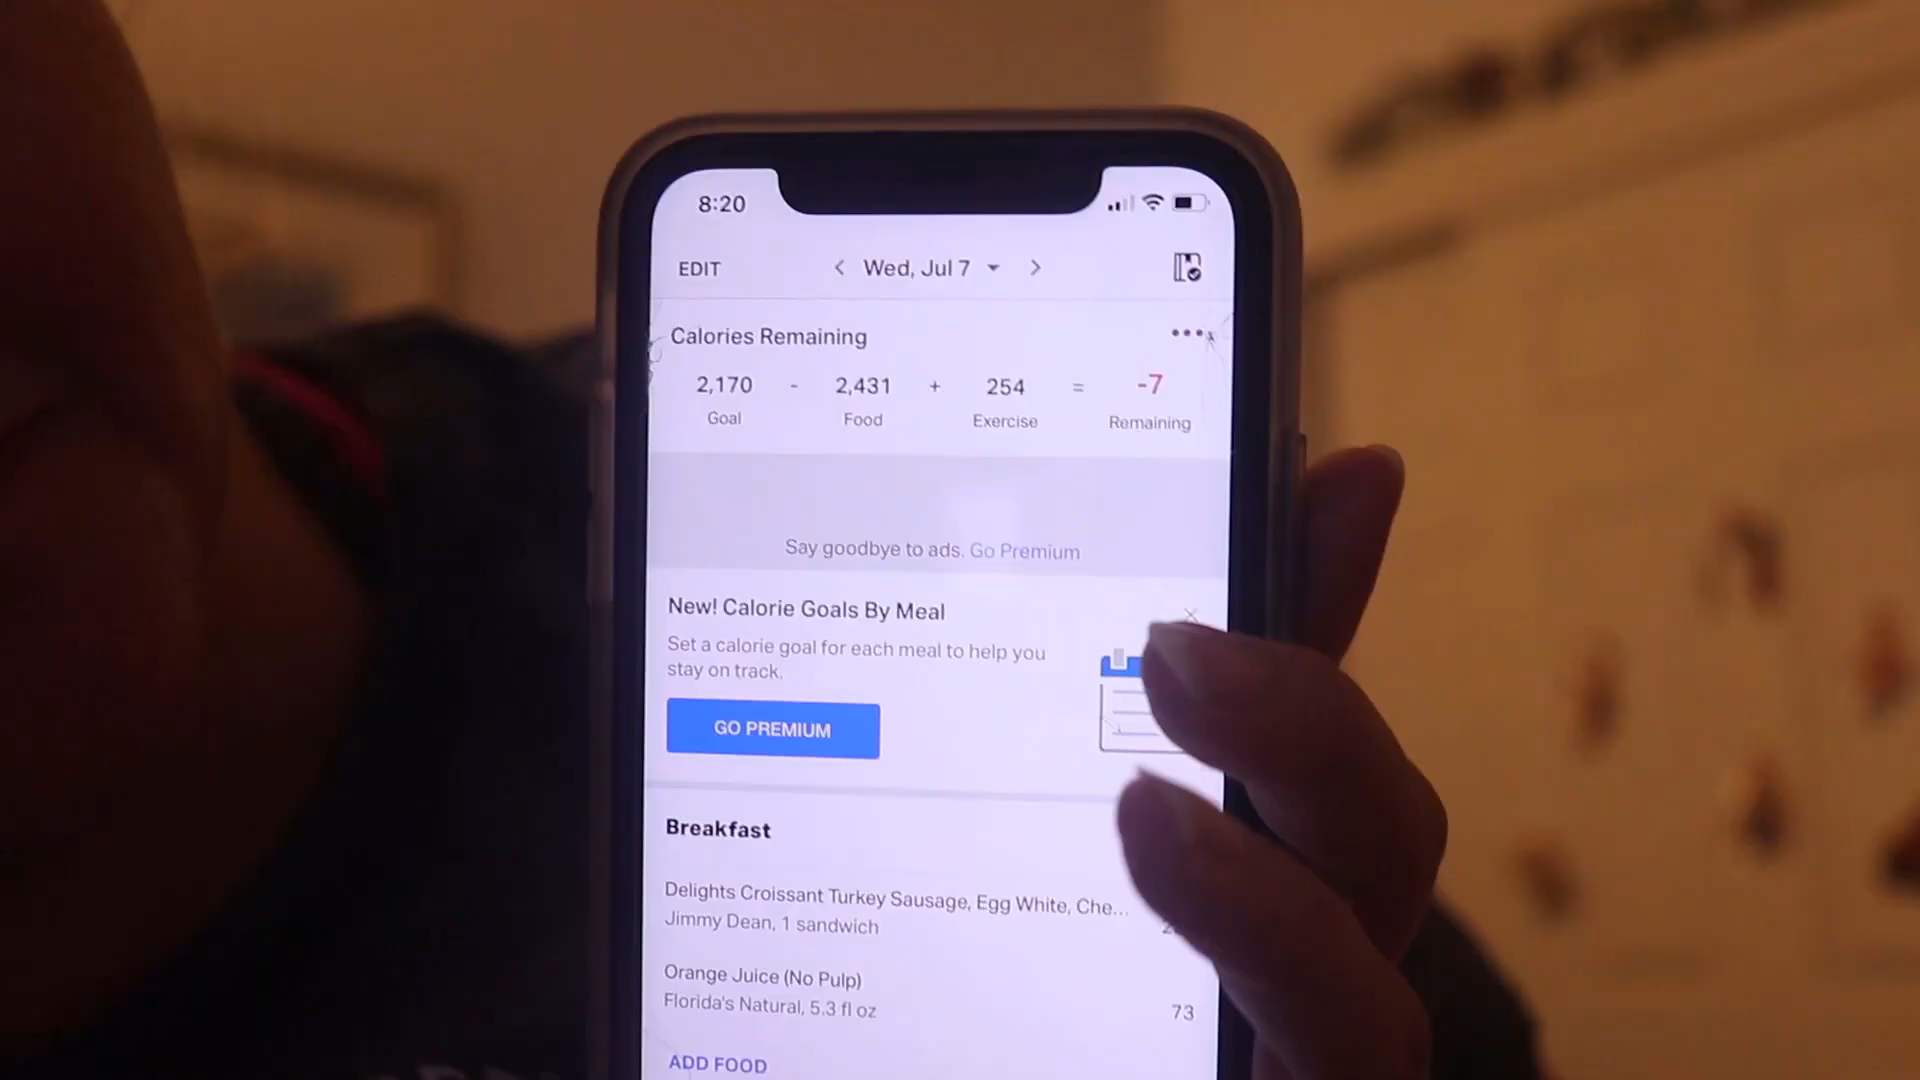 8:20
EDIT
Wed, Jul 7
Calories Remaining
2,170 - 2,431 + 254 = -7
Goal Food Exercise Remaining
Say goodbye to ads. Go Premium
New! Calorie Goals By Meal
Set a calorie goal for each meal to help you
stay on track.
GO PREMIUM
Breakfast
Delights Croissant Turkey Sausage, Egg White, Che...
Jimmy Dean, 1 sandwich
Orange Juice (No Pulp)
Florida's Natural, 5.3 fl oz
73
ADD FOOD